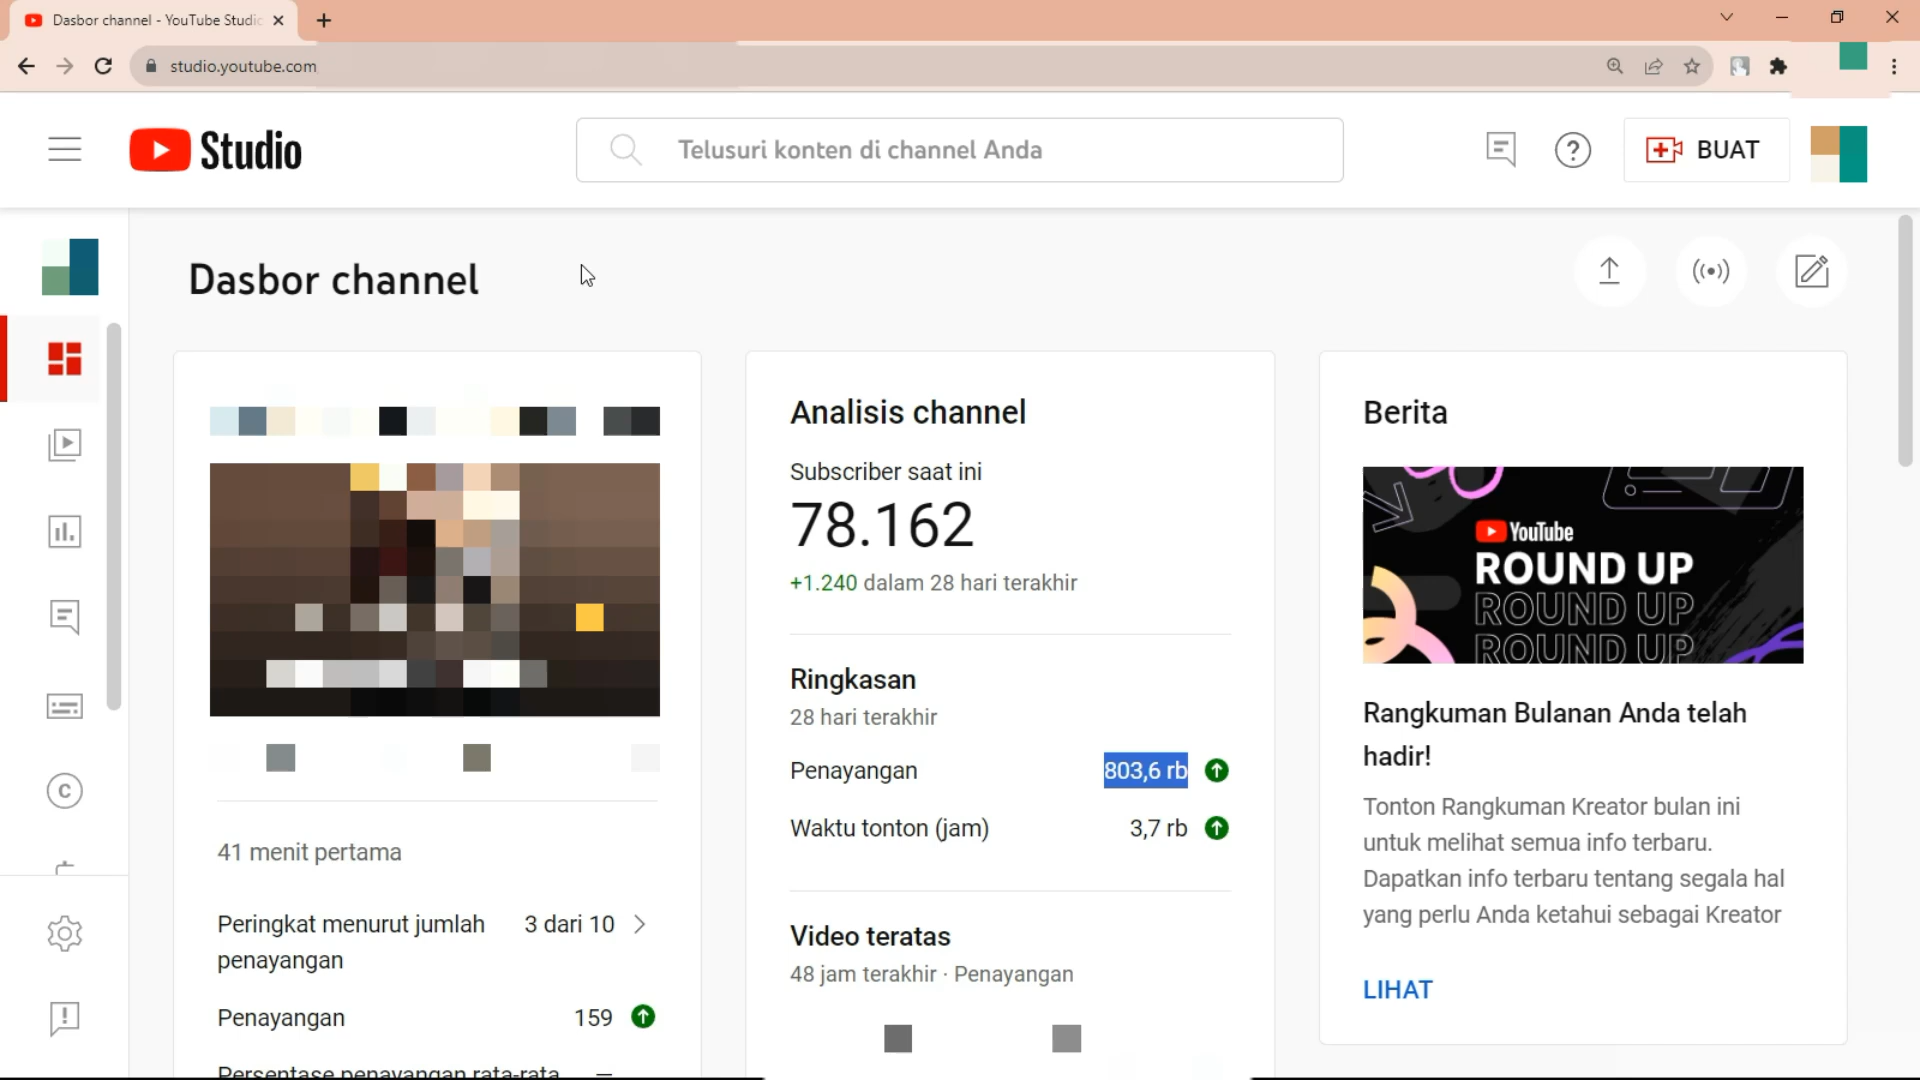 Dasbor channel - YouTube Studio
studio.youtube.com
Studio
Telusuri konten di channel Anda
BUAT
Dasbor channel
41 menit pertama
Peringkat menurut jumlah penayangan 3 dari 10
Penayangan 159
Persentase penayangan rata-rata –
Analisis channel
Subscriber saat ini
78.162
+1.240 dalam 28 hari terakhir
Ringkasan
28 hari terakhir
Penayangan 803,6 rb
Waktu tonton (jam) 3,7 rb
Video teratas
48 jam terakhir · Penayangan
Berita
YouTube
ROUND UP
ROUND UP
ROUND UP
Rangkuman Bulanan Anda telah
hadir!
Tonton Rangkuman Kreator bulan ini
untuk melihat semua info terbaru.
Dapatkan info terbaru tentang segala hal
yang perlu Anda ketahui sebagai Kreator
LIHAT